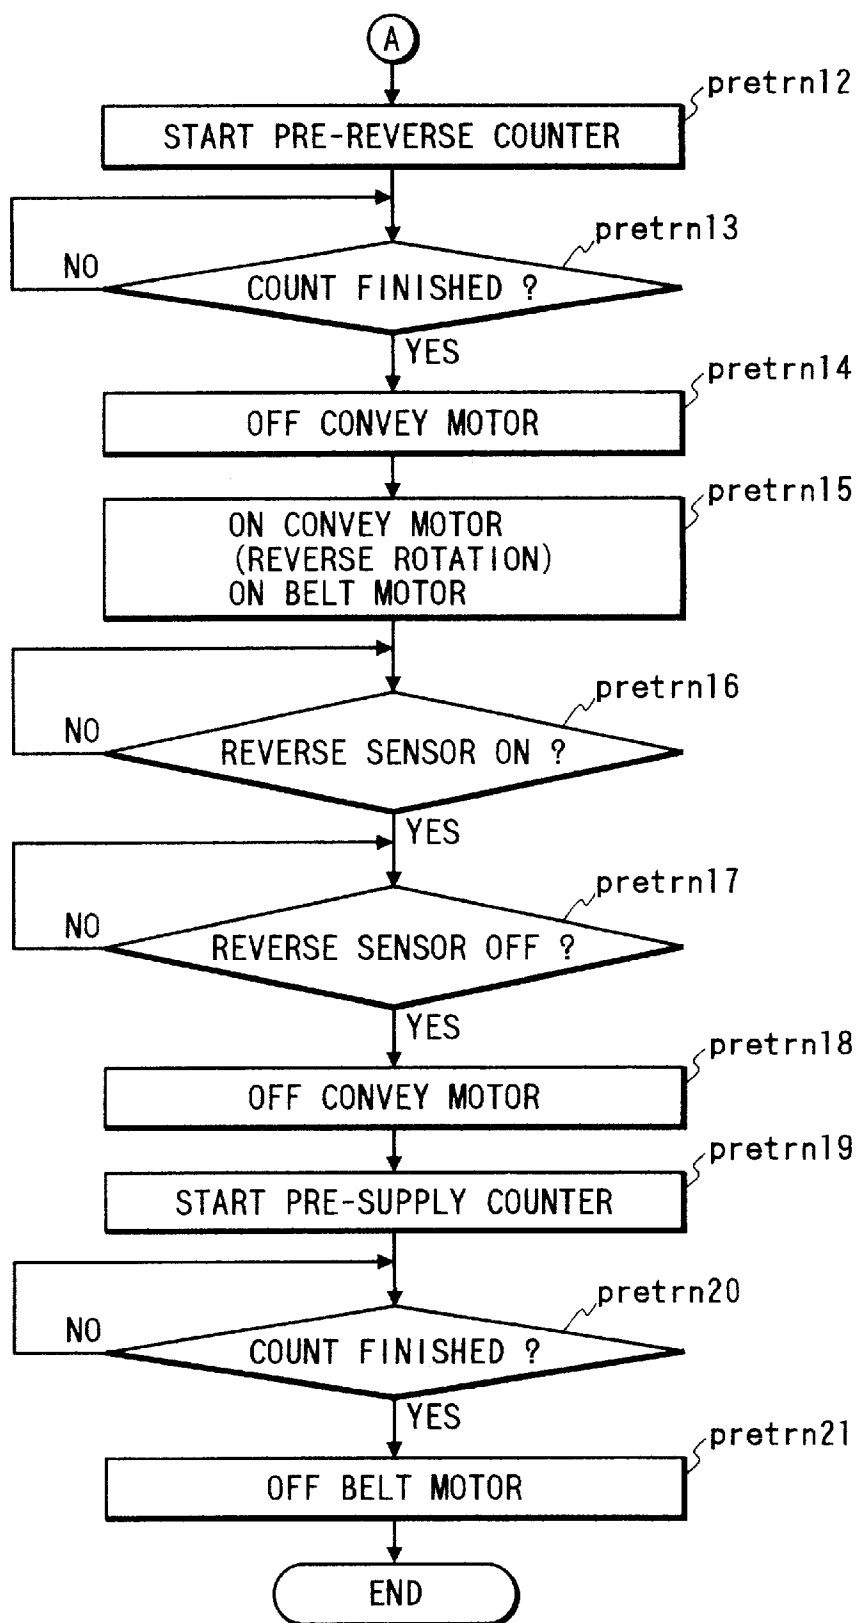 A
pretrn12
START PRE-REVERSE COUNTER
pretrn13
NO
COUNT FINISHED ?
YES
pretrn14
OFF CONVEY MOTOR
pretrn15
ON CONVEY MOTOR
(REVERSE ROTATION)
ON BELT MOTOR
pretrn16
NO
REVERSE SENSOR ON ?
YES
pretrn17
NO
REVERSE SENSOR OFF ?
YES
pretrn18
OFF CONVEY MOTOR
pretrn19
START PRE-SUPPLY COUNTER
pretrn20
NO
COUNT FINISHED ?
YES
pretrn21
OFF BELT MOTOR
END